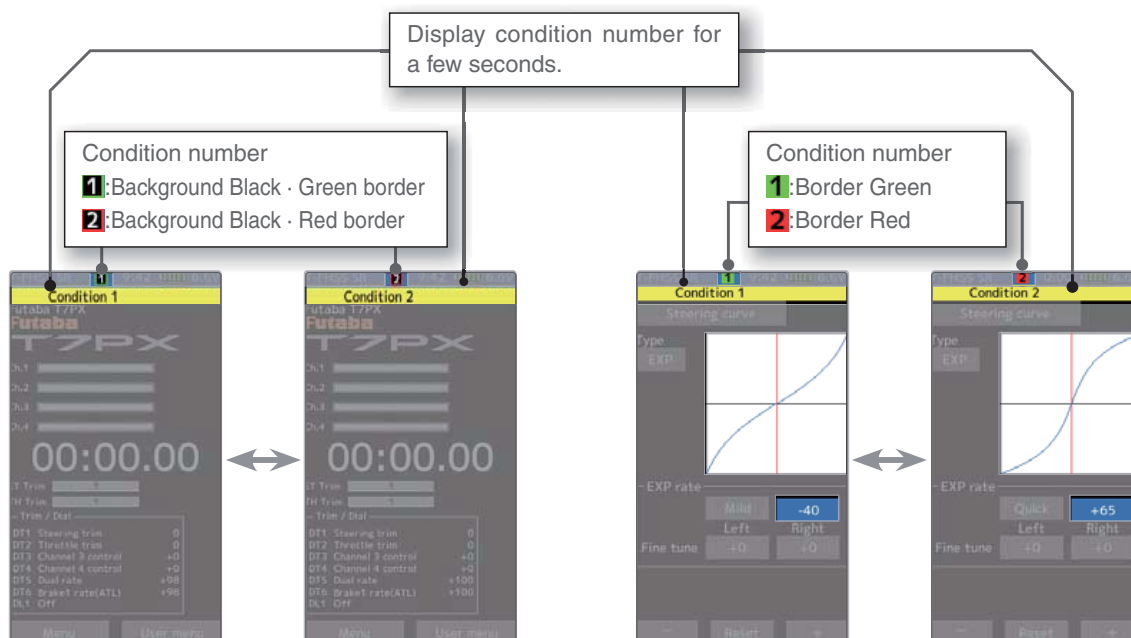 Display condition number for
a few seconds.
Condition number
1:Background Black · Green border
2:Background Black · Red border
Condition number
1:Border Green
2:Border Red
1
Condition 1
Futaba T7PX
Futaba
T7PX
Ch.1
Ch.2
Ch.3
Ch.4
00:00.00
ST Trim 1
TH Trim 1
Trim / Dial
DT1 Steering trim 0
DT2 Throttle trim 0
DT3 Channel 3 control +0
DT4 Channel 4 control +0
DT5 Dual rate +98
DT6 Brake1 rate(ATL) +98
DL1 Off
Menu User menu
2
Condition 2
Futaba T7PX
Futaba
T7PX
Ch.1
Ch.2
Ch.3
Ch.4
00:00.00
ST Trim 1
TH Trim 1
Trim / Dial
DT1 Steering trim 0
DT2 Throttle trim 0
DT3 Channel 3 control +0
DT4 Channel 4 control +0
DT5 Dual rate +100
DT6 Brake1 rate(ATL) +100
DL1 Off
Menu User menu
1
Condition 1
Steering curve
Type
EXP
EXP rate
Mild -40
Left Right
Fine tune +0 +0
− Reset +
2
Condition 2
Steering curve
Type
EXP
EXP rate
Quick +65
Left Right
Fine tune +0 +0
− Reset +